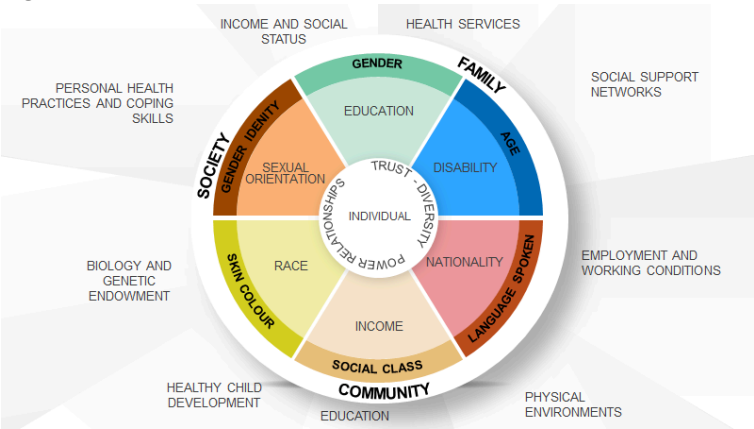 INCOME AND SOCIAL
STATUS
HEALTH SERVICES
PERSONAL HEALTH
PRACTICES AND COPING
SKILLS
SOCIAL SUPPORT
NETWORKS
GENDER
FAMILY
EDUCATION
SOCIETY
GENDER IDENITY
AGE
SEXUAL
ORIENTATION
DISABILITY
TRUST - DIVERSITY
POWER RELATIONSHIPS
INDIVIDUAL
BIOLOGY AND
GENETIC
ENDOWMENT
SKIN COLOUR
RACE
NATIONALITY
LANGUAGE SPOKEN
EMPLOYMENT AND
WORKING CONDITIONS
INCOME
SOCIAL CLASS
COMMUNITY
HEALTHY CHILD
DEVELOPMENT
EDUCATION
PHYSICAL
ENVIRONMENTS